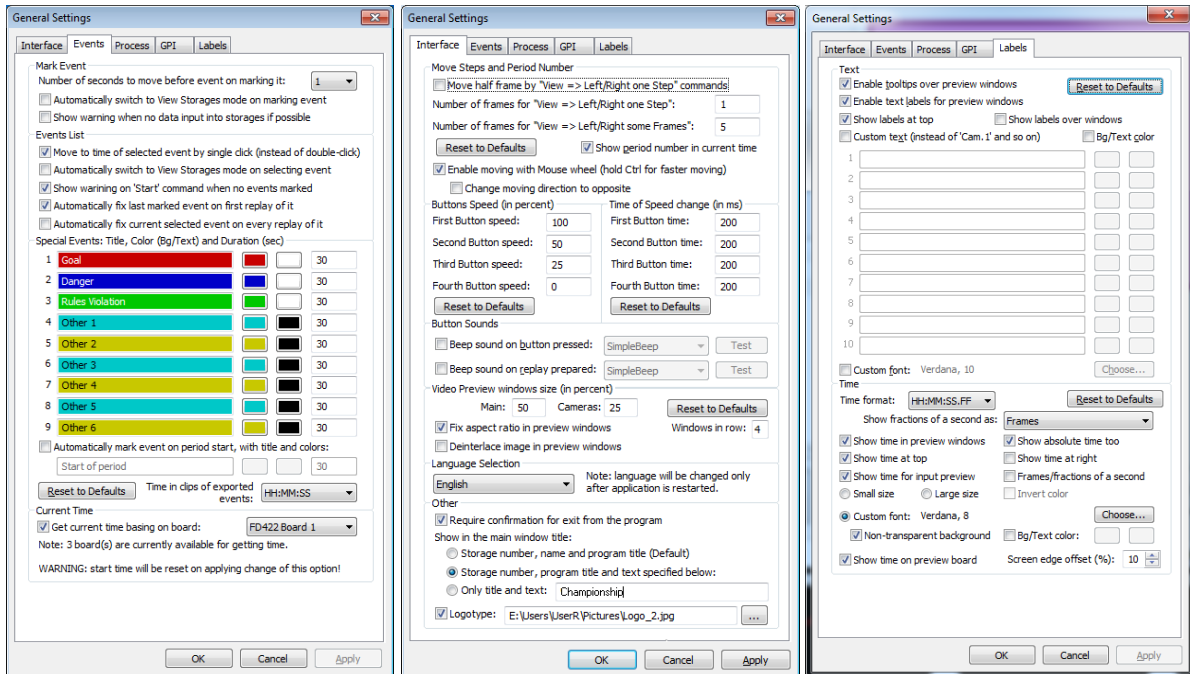 General Settings
Interface Events Process GPI Labels
Mark Event
Number of seconds to move before event on marking it: 1
Automatically switch to View Storages mode on marking event
Show warning when no data input into storages if possible
Events List
Move to time of selected event by single click (instead of double-click)
Automatically switch to View Storages mode on selecting event
Show warining on 'Start' command when no events marked
Automatically fix last marked event on first replay of it
Automatically fix current selected event on every replay of it
Special Events: Title, Color (Bg/Text) and Duration (sec)
1 Goal 30
2 Danger 30
3 Rules Violation 30
4 Other 1 30
5 Other 2 30
6 Other 3 30
7 Other 4 30
8 Other 5 30
9 Other 6 30
Automatically mark event on period start, with title and colors:
Start of period 30
Reset to Defaults Time in clips of exported events: HH:MM:SS
Current Time
Get current time basing on board: FD422 Board 1
Note: 3 board(s) are currently available for getting time.
WARNING: start time will be reset on applying change of this option!
OK Cancel Apply
General Settings
Interface Events Process GPI Labels
Move Steps and Period Number
Move half frame by "View => Left/Right one Step" commands
Number of frames for "View => Left/Right one Step": 1
Number of frames for "View => Left/Right some Frames": 5
Reset to Defaults Show period number in current time
Enable moving with Mouse wheel (hold Ctrl for faster moving)
Change moving direction to opposite
Buttons Speed (in percent) Time of Speed change (in ms)
First Button speed: 100 First Button time: 200
Second Button speed: 50 Second Button time: 200
Third Button speed: 25 Third Button time: 200
Fourth Button speed: 0 Fourth Button time: 200
Reset to Defaults Reset to Defaults
Button Sounds
Beep sound on button pressed: SimpleBeep Test
Beep sound on replay prepared: SimpleBeep Test
Video Preview windows size (in percent)
Main: 50 Cameras: 25 Reset to Defaults
Fix aspect ratio in preview windows Windows in row: 4
Deinterlace image in preview windows
Language Selection
English Note: language will be changed only
after application is restarted.
Other
Require confirmation for exit from the program
Show in the main window title:
Storage number, name and program title (Default)
Storage number, program title and text specified below:
Only title and text: Championship
Logotype: E:\Users\UserR\Pictures\Logo_2.jpg ...
OK Cancel Apply
General Settings
Interface Events Process GPI Labels
Text
Enable tooltips over preview windows Reset to Defaults
Enable text labels for preview windows
Show labels at top Show labels over windows
Custom text (instead of 'Cam.1' and so on) Bg/Text color
1
2
3
4
5
6
7
8
9
10
Custom font: Verdana, 10 Choose...
Time
Time format: HH:MM:SS.FF Reset to Defaults
Show fractions of a second as: Frames
Show time in preview windows Show absolute time too
Show time at top Show time at right
Show time for input preview Frames/fractions of a second
Small size Large size Invert color
Custom font: Verdana, 8 Choose...
Non-transparent background Bg/Text color:
Show time on preview board Screen edge offset (%): 10
OK Cancel Apply